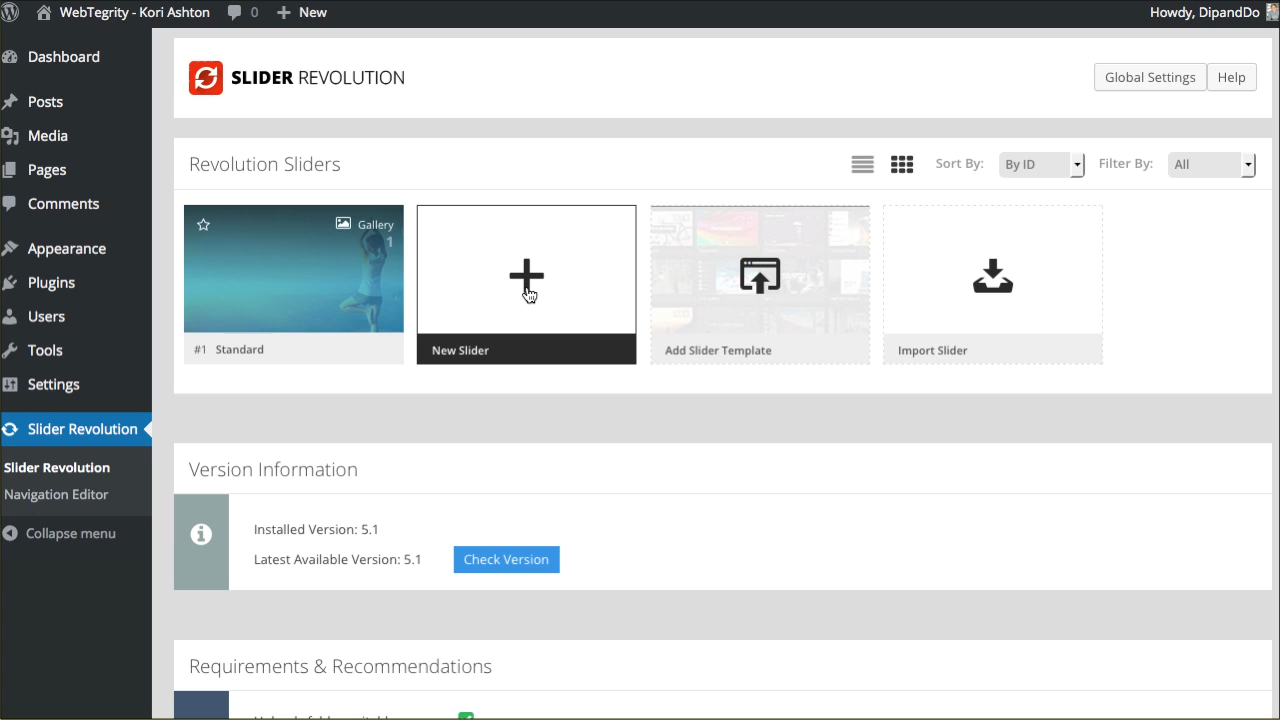 WebTegrity - Kori Ashton 0 New Howdy, DipandDo
Dashboard
Posts
Media
Pages
Comments
Appearance
Plugins
Users
Tools
Settings
Slider Revolution
Slider Revolution
Navigation Editor
Collapse menu
SLIDER REVOLUTION
Global Settings Help
Revolution Sliders Sort By: By ID Filter By: All
Gallery
1
#1 Standard
New Slider
Add Slider Template
Import Slider
Version Information
Installed Version: 5.1
Latest Available Version: 5.1 Check Version
Requirements & Recommendations